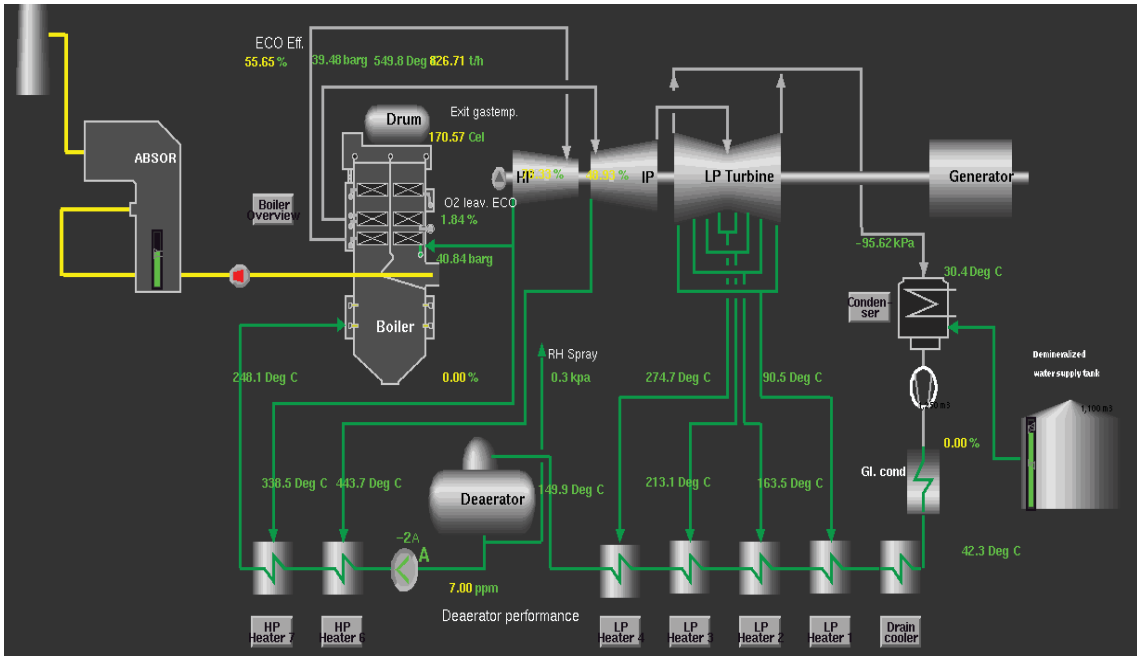 ECO Eff.
55.65 %
39.48 barg 549.8 Deg 826.71 t/h
Exit gastemp.
Drum
170.57 Cel
ABSOR
HP
%
%
IP
LP Turbine
Generator
Boiler
Overview
O2 leav. ECO
1.84 %
40.84 barg
-95.62 kPa
30.4 Deg C
Conden-
ser
Boiler
RH Spray
248.1 Deg C
0.00 %
0.3 kpa
274.7 Deg C
90.5 Deg C
Demineralized
water supply tank
1,100 m3
0.00 %
Gl. cond
338.5 Deg C
443.7 Deg C
Deaerator
149.9 Deg C
213.1 Deg C
163.5 Deg C
-2A
A
42.3 Deg C
7.00 ppm
Deaerator performance
HP
Heater 7
HP
Heater 6
LP
Heater 4
LP
Heater 3
LP
Heater 2
LP
Heater 1
Drain
cooler